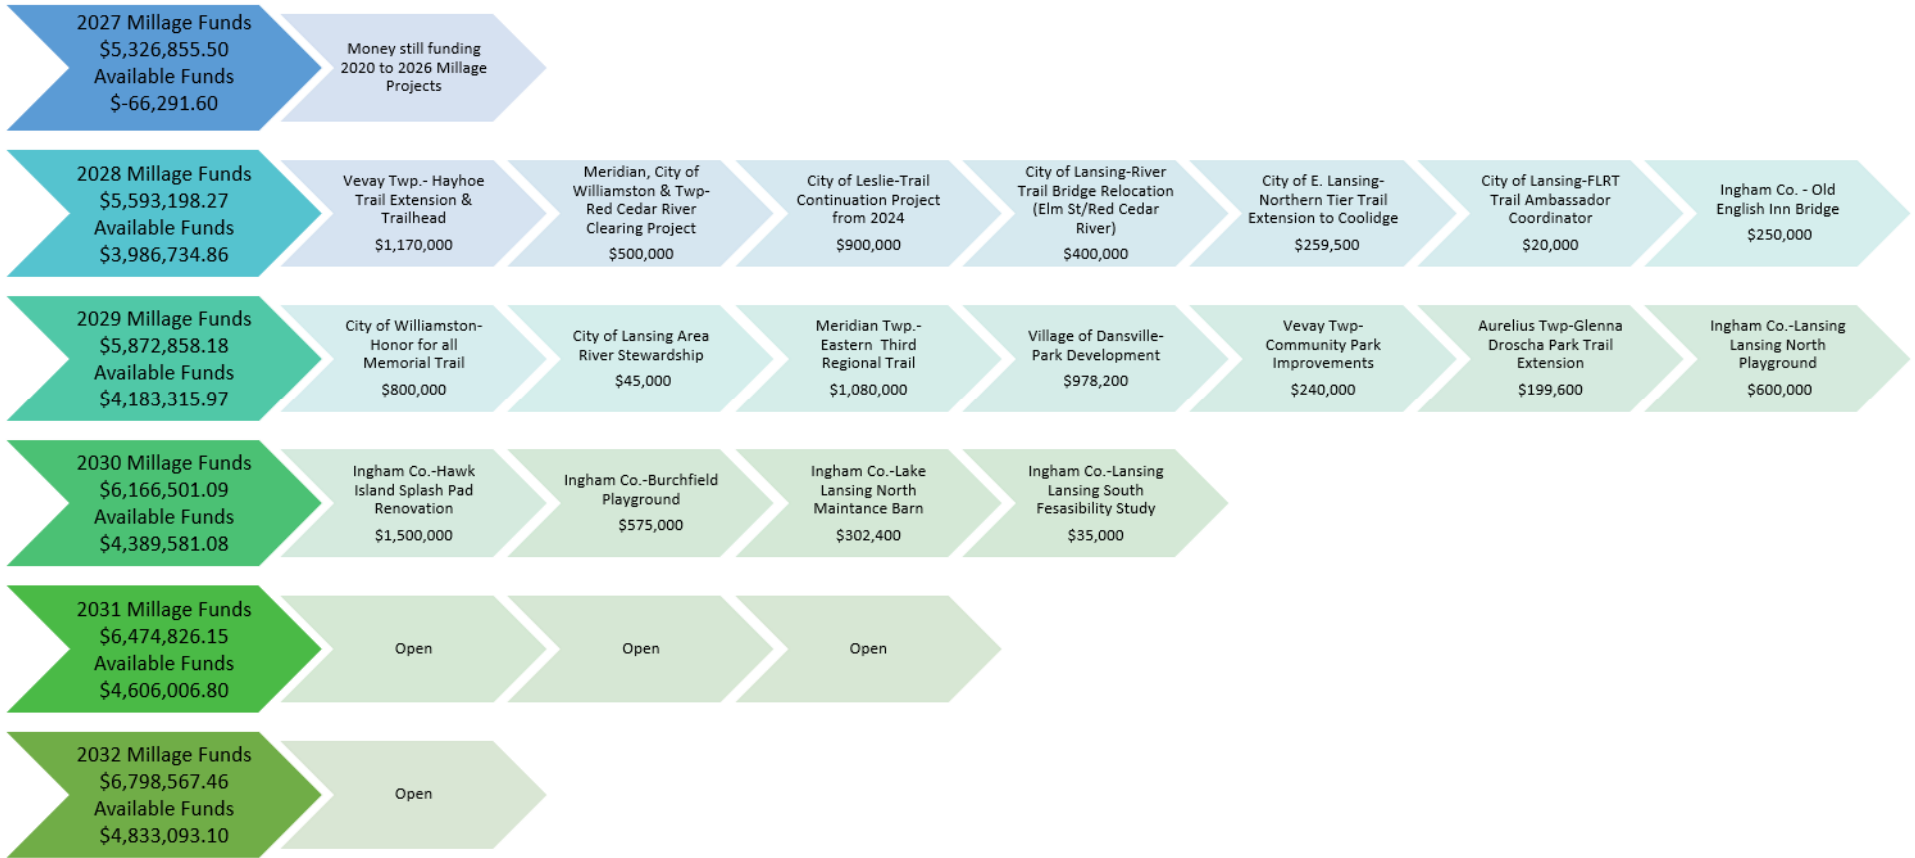 2027 Millage Funds
$5,326,855.50
Available Funds
$-66,291.60
Money still funding
2020 to 2026 Millage
Projects
2028 Millage Funds
$5,593,198.27
Available Funds
$3,986,734.86
Vevay Twp.- Hayhoe
Trail Extension &
Trailhead
$1,170,000
Meridian, City of
Williamston & Twp-
Red Cedar River
Clearing Project
$500,000
City of Leslie-Trail
Continuation Project
from 2024
$900,000
City of Lansing-River
Trail Bridge Relocation
(Elm St/Red Cedar
River)
$400,000
City of E. Lansing-
Northern Tier Trail
Extension to Coolidge
$259,500
City of Lansing-FLRT
Trail Ambassador
Coordinator
$20,000
Ingham Co. - Old
English Inn Bridge
$250,000
2029 Millage Funds
$5,872,858.18
Available Funds
$4,183,315.97
City of Williamston-
Honor for all
Memorial Trail
$800,000
City of Lansing Area
River Stewardship
$45,000
Meridian Twp.-
Eastern Third
Regional Trail
$1,080,000
Village of Dansville-
Park Development
$978,200
Vevay Twp-
Community Park
Improvements
$240,000
Aurelius Twp-Glenna
Droscha Park Trail
Extension
$199,600
Ingham Co.-Lansing
Lansing North
Playground
$600,000
2030 Millage Funds
$6,166,501.09
Available Funds
$4,389,581.08
Ingham Co.-Hawk
Island Splash Pad
Renovation
$1,500,000
Ingham Co.-Burchfield
Playground
$575,000
Ingham Co.-Lake
Lansing North
Maintance Barn
$302,400
Ingham Co.-Lansing
Lansing South
Fesasibility Study
$35,000
2031 Millage Funds
$6,474,826.15
Available Funds
$4,606,006.80
Open
Open
Open
2032 Millage Funds
$6,798,567.46
Available Funds
$4,833,093.10
Open